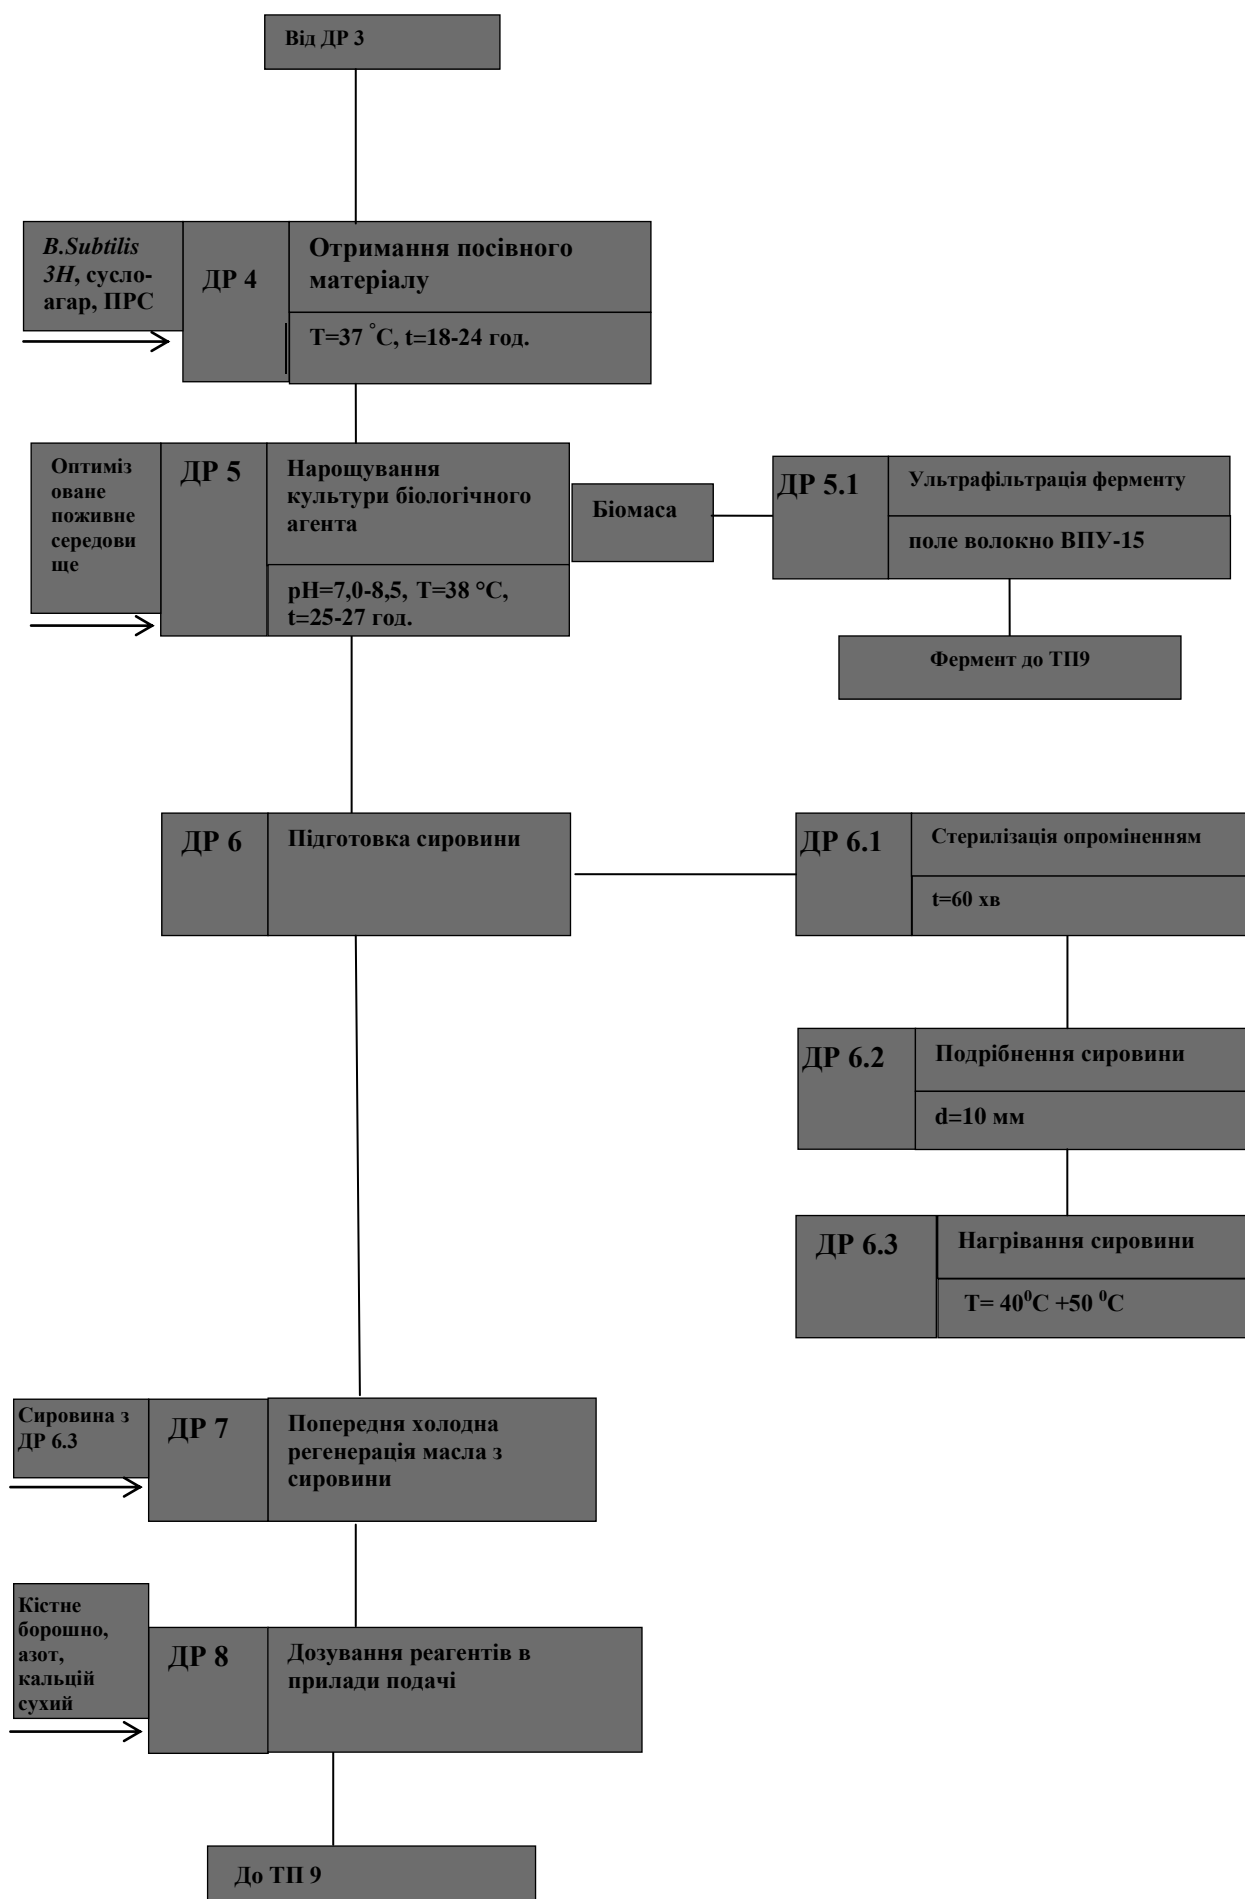 Від ДР 3
B.Subtilis
3H, сусло-
агар, ПРС
ДР 4
Отримання посівного
матеріалу
T=37 °C, t=18-24 год.
Оптиміз
оване
поживне
середови
ще
ДР 5
Нарощування
культури біологічного
агента
pH=7,0-8,5, T=38 °C,
t=25-27 год.
Біомаса
ДР 5.1
Ультрафільтрація ферменту
поле волокно ВПУ-15
Фермент до ТП9
ДР 6
Підготовка сировини
ДР 6.1
Стерилізація опроміненням
t=60 хв
ДР 6.2
Подрібнення сировини
d=10 мм
ДР 6.3
Нагрівання сировини
T= 40⁰C +50 ⁰C
Сировина з
ДР 6.3
ДР 7
Попередня холодна
регенерація масла з
сировини
Кістне
борошно,
азот,
кальцій
сухий
ДР 8
Дозування реагентів в
прилади подачі
До ТП 9